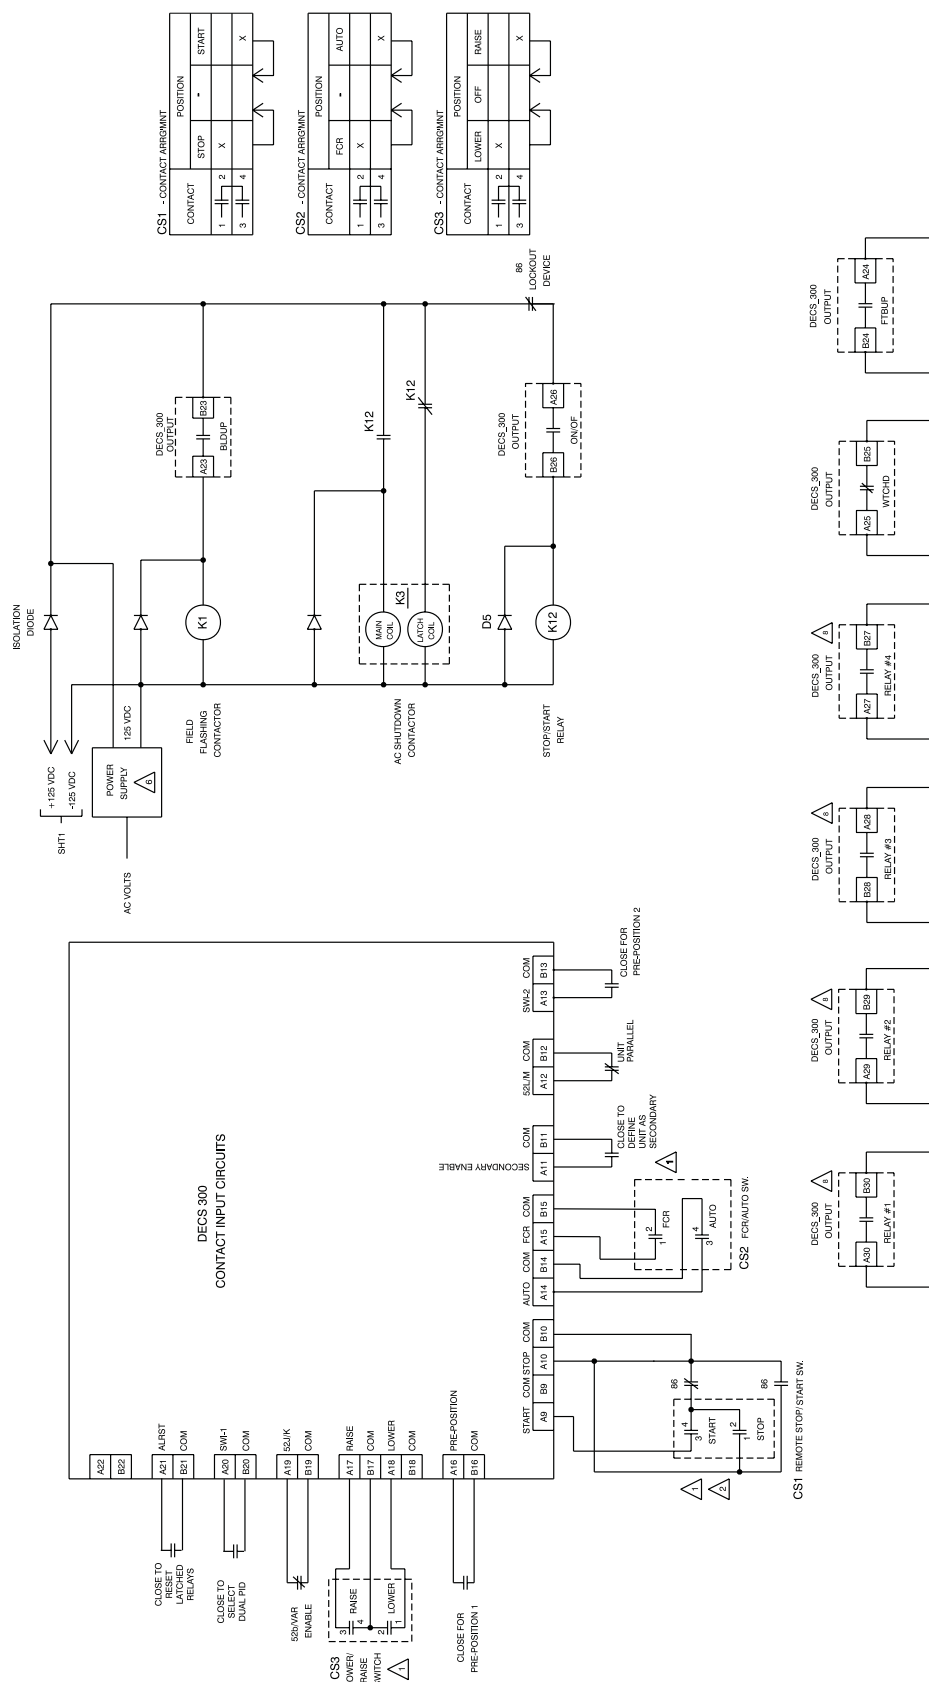 CS1 - CONTACT ARRG'MNT
CONTACT
POSITION
STOP
-
START
1
2
X
3
4
X
CS2 - CONTACT ARRG'MNT
CONTACT
POSITION
FCR
-
AUTO
1
2
X
3
4
X
CS3 - CONTACT ARRG'MNT
CONTACT
POSITION
LOWER
OFF
RAISE
1
2
X
3
4
X
ISOLATION
DIODE
SHT1
+125 VDC
-125 VDC
AC VOLTS
POWER
SUPPLY
6
125 VDC
FIELD
FLASHING
CONTACTOR
K1
DECS_300
OUTPUT
A23
B23
BLDUP
AC SHUTDOWN
CONTACTOR
MAIN
COIL
K3
LATCH
COIL
K12
K12
STOP/START
RELAY
D5
K12
DECS_300
OUTPUT
B26
A26
ON/OF
86
LOCKOUT
DEVICE
DECS 300
CONTACT INPUT CIRCUITS
A22
B22
ALRST
A21
B21
COM
CLOSE TO
RESET
LATCHED
RELAYS
SWI-1
A20
B20
COM
CLOSE TO
SELECT
DUAL PID
52J/K
A19
B19
COM
52b/VAR
ENABLE
RAISE
A17
COM
B17
LOWER
A18
COM
B18
3
4
RAISE
2
1
LOWER
CS3
OWER/
RAISE
WITCH
1
PRE-POSITION
A16
B16
COM
CLOSE FOR
PRE-POSITION 1
START
A9
COM
B9
STOP
A10
COM
B10
AUTO
A14
COM
B14
FCR
A15
COM
B15
SECONDARY ENABLE
A11
COM
B11
52L/M
A12
COM
B12
SWI-2
A13
COM
B13
86
86
4
3
START
2
1
STOP
1
2
CS1 REMOTE STOP/ START SW.
2
1
FCR
4
3
AUTO
CS2 FCR/AUTO SW.
1
CLOSE TO
DEFINE
UNIT AS
SECONDARY
UNIT
PARALLEL
CLOSE FOR
PRE-POSITION 2
DECS_300
OUTPUT
8
A30
B30
RELAY #1
DECS_300
OUTPUT
8
A29
B29
RELAY #2
DECS_300
OUTPUT
8
B28
A28
RELAY #3
DECS_300
OUTPUT
8
A27
B27
RELAY #4
DECS_300
OUTPUT
A25
B25
WTCHD
DECS_300
OUTPUT
B24
A24
FTBUP